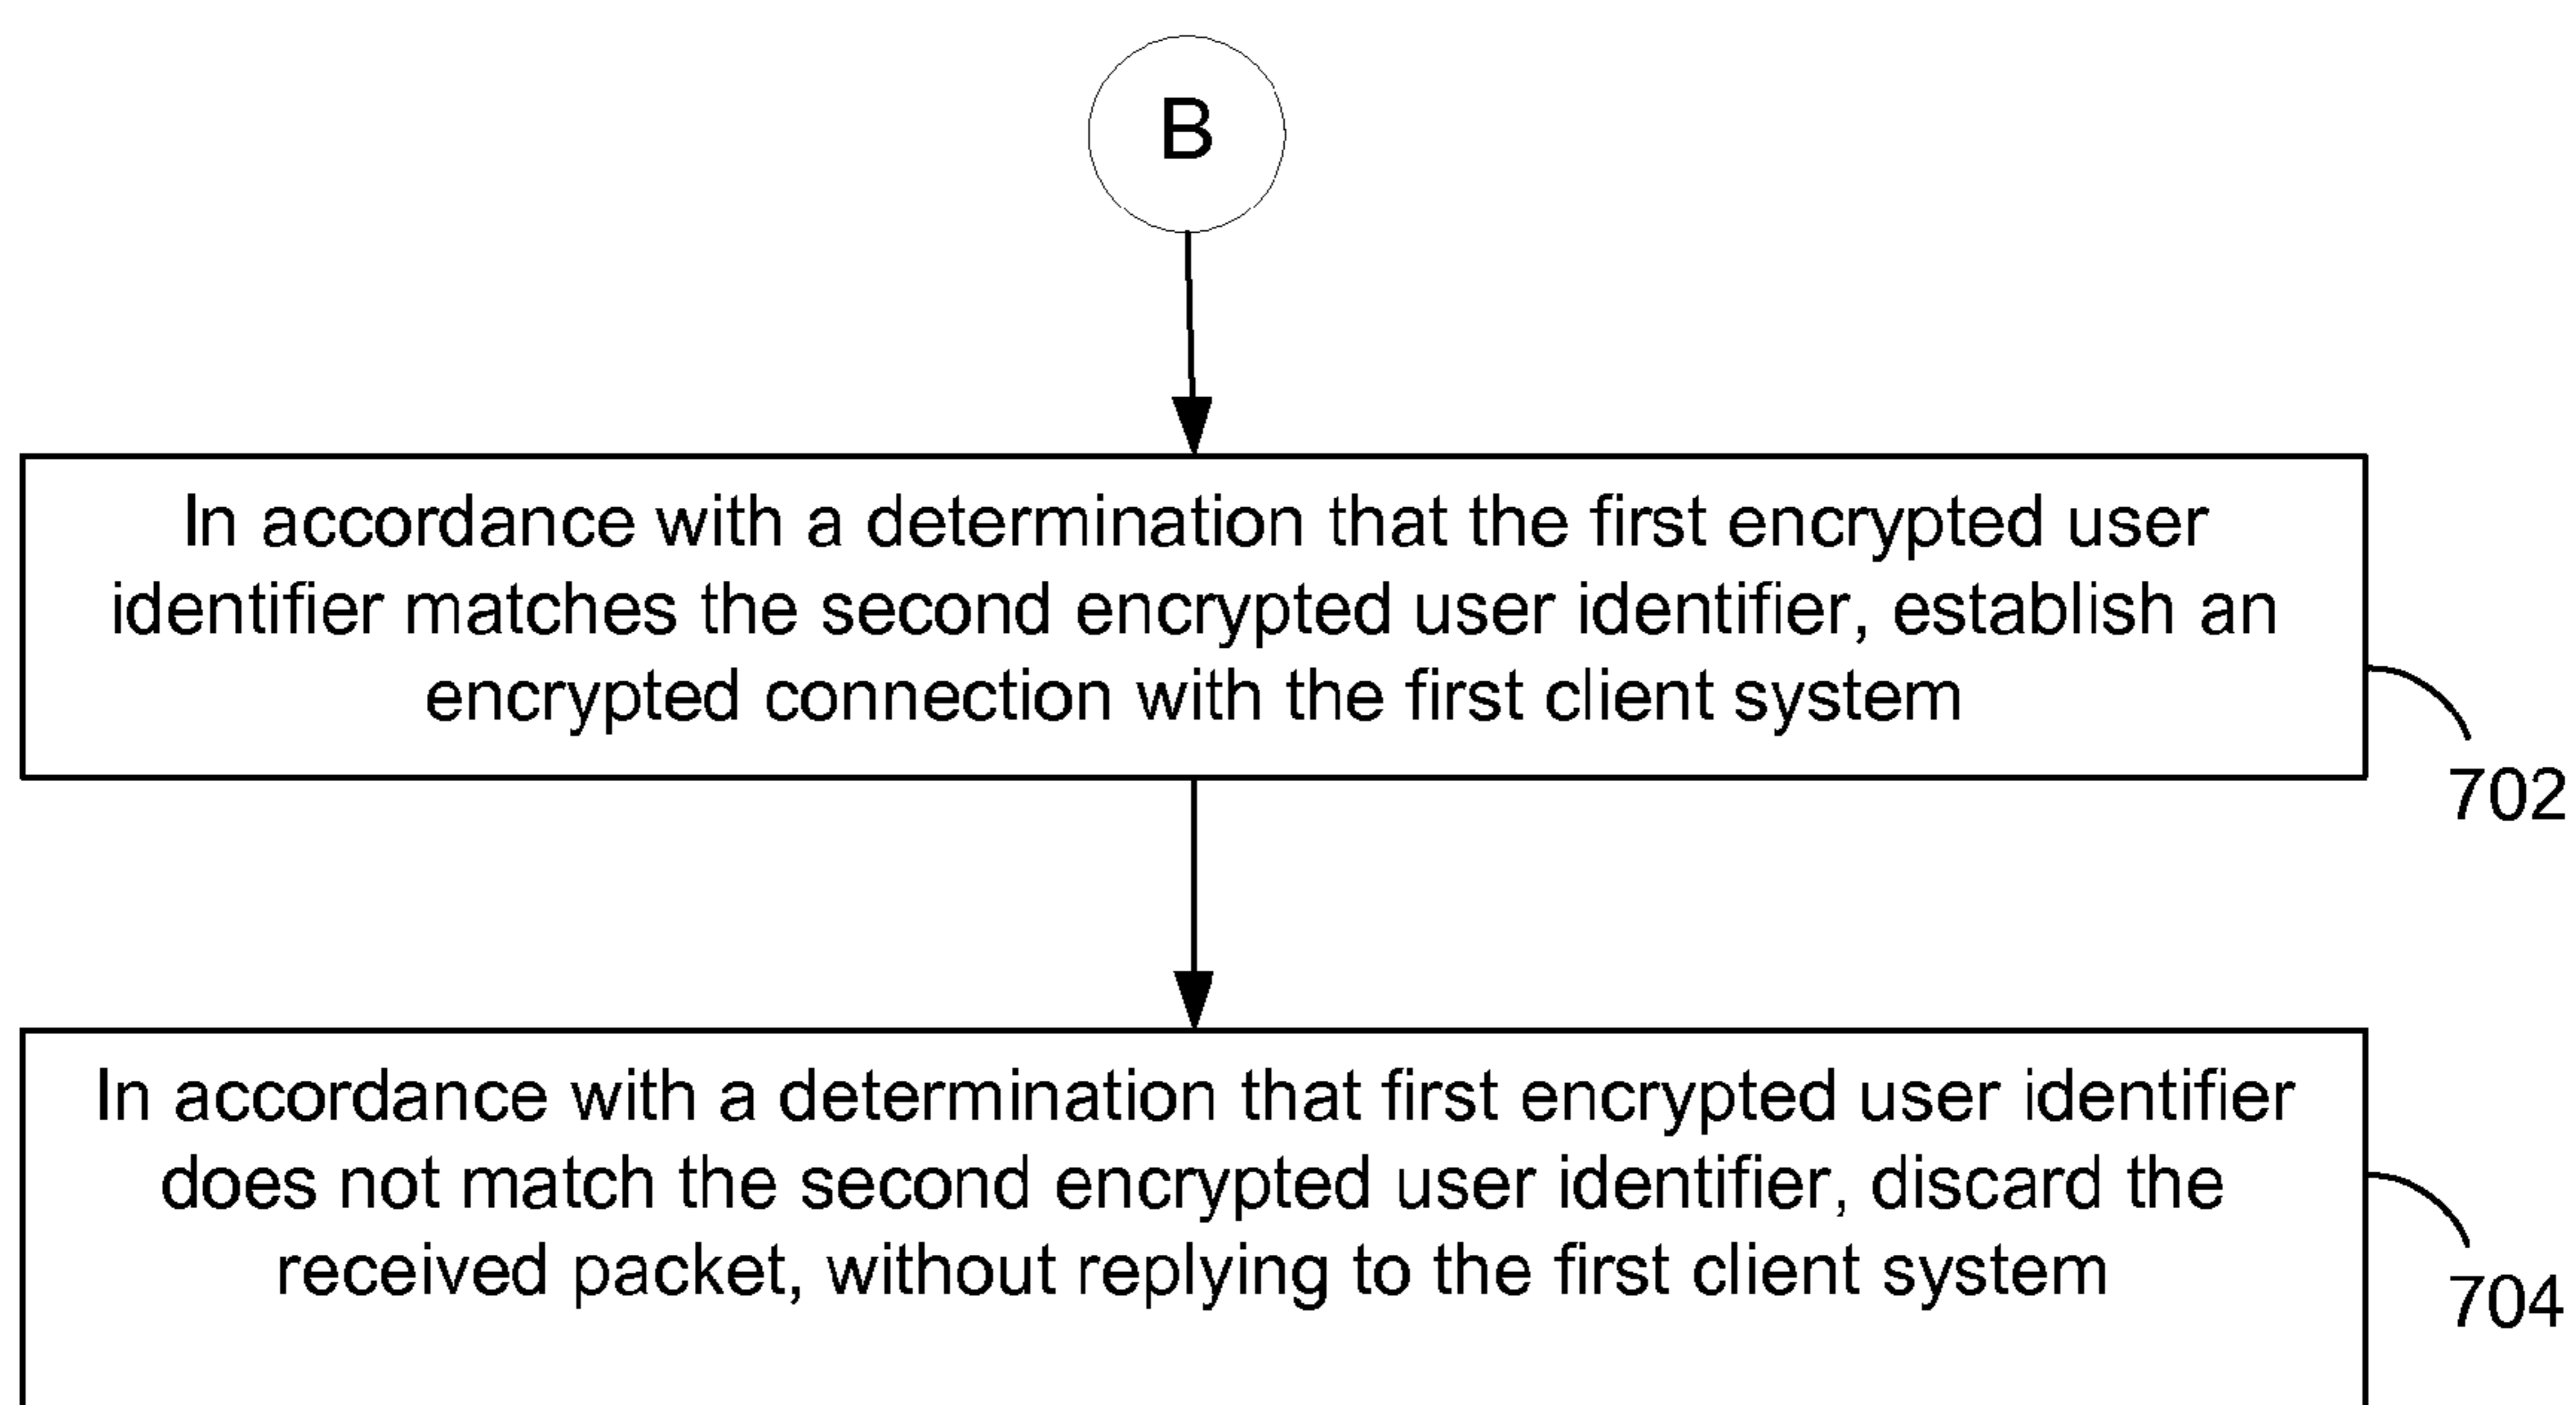 B
In accordance with a determination that the first encrypted user
identifier matches the second encrypted user identifier, establish an
encrypted connection with the first client system
702
In accordance with a determination that first encrypted user identifier
does not match the second encrypted user identifier, discard the
received packet, without replying to the first client system
704